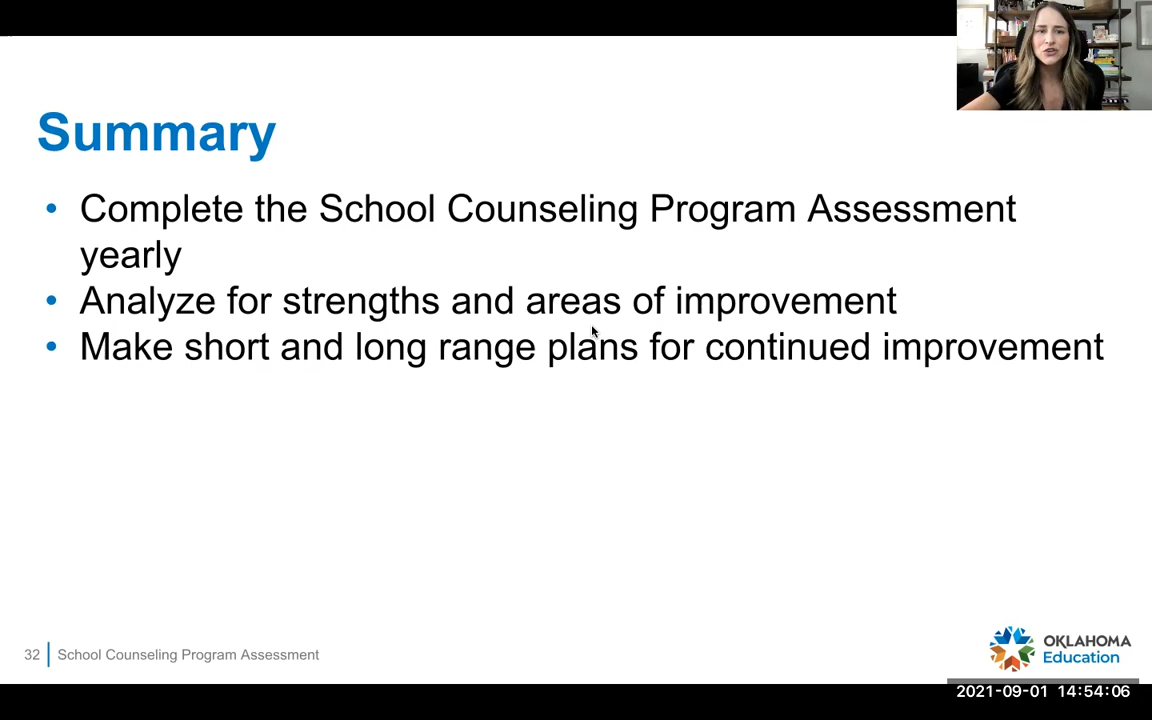 Summary
• Complete the School Counseling Program Assessment
yearly
• Analyze for strengths and areas of improvement
• Make short and long range plans for continued improvement
32 School Counseling Program Assessment
OKLAHOMA
Education
2021-09-01 14:54:06